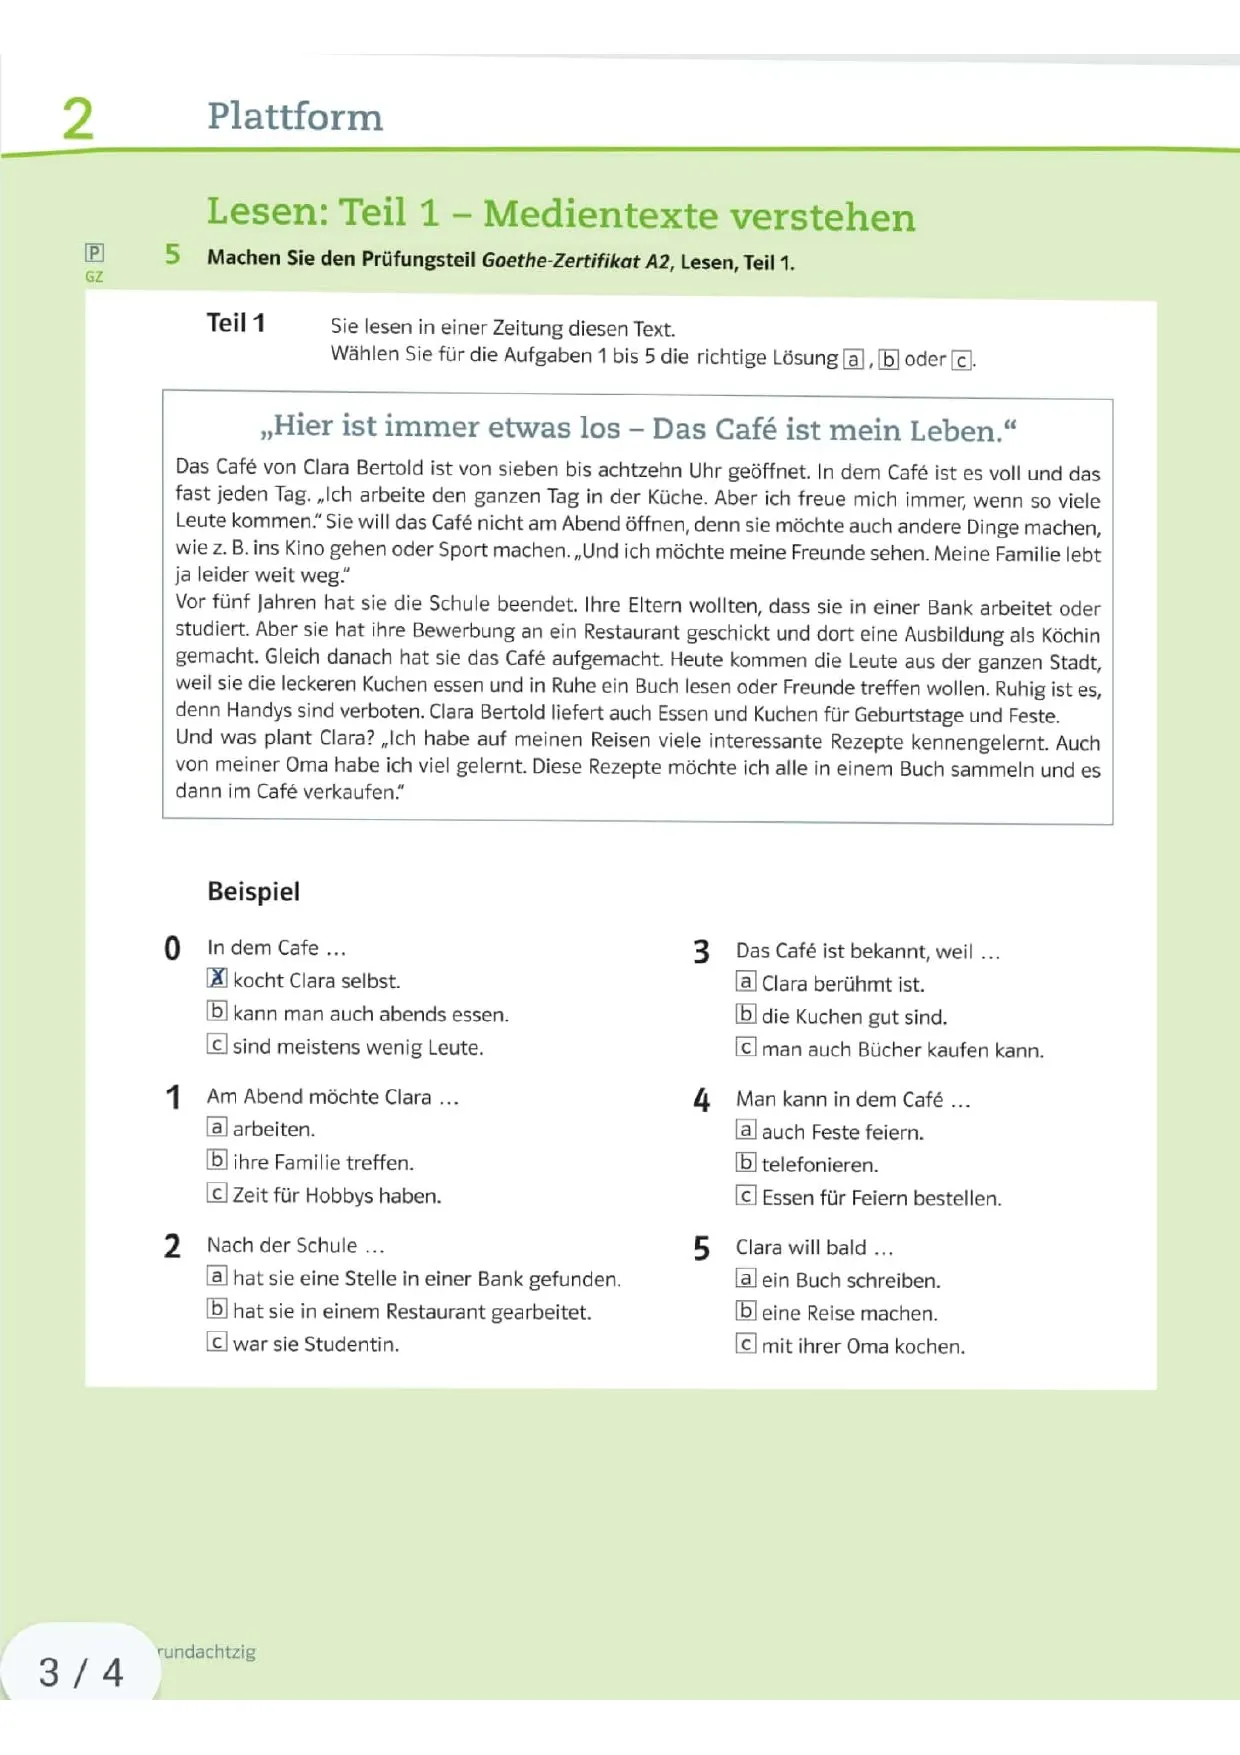 2
Plattform
Lesen: Teil 1 – Medientexte verstehen
P
GZ
5 Machen Sie den Prüfungsteil Goethe-Zertifikat A2, Lesen, Teil 1.
Teil 1
Sie lesen in einer Zeitung diesen Text.
Wählen Sie für die Aufgaben 1 bis 5 die richtige Lösung a, b oder c.
„Hier ist immer etwas los – Das Café ist mein Leben.“
Das Café von Clara Bertold ist von sieben bis achtzehn Uhr geöffnet. In dem Café ist es voll und das
fast jeden Tag. „Ich arbeite den ganzen Tag in der Küche. Aber ich freue mich immer, wenn so viele
Leute kommen.“ Sie will das Café nicht am Abend öffnen, denn sie möchte auch andere Dinge machen,
wie z. B. ins Kino gehen oder Sport machen. „Und ich möchte meine Freunde sehen. Meine Familie lebt
ja leider weit weg.“
Vor fünf Jahren hat sie die Schule beendet. Ihre Eltern wollten, dass sie in einer Bank arbeitet oder
studiert. Aber sie hat ihre Bewerbung an ein Restaurant geschickt und dort eine Ausbildung als Köchin
gemacht. Gleich danach hat sie das Café aufgemacht. Heute kommen die Leute aus der ganzen Stadt,
weil sie die leckeren Kuchen essen und in Ruhe ein Buch lesen oder Freunde treffen wollen. Ruhig ist es,
denn Handys sind verboten. Clara Bertold liefert auch Essen und Kuchen für Geburtstage und Feste.
Und was plant Clara? „Ich habe auf meinen Reisen viele interessante Rezepte kennengelernt. Auch
von meiner Oma habe ich viel gelernt. Diese Rezepte möchte ich alle in einem Buch sammeln und es
dann im Café verkaufen.“
Beispiel
0 In dem Cafe …
a kocht Clara selbst.
b kann man auch abends essen.
c sind meistens wenig Leute.
1 Am Abend möchte Clara …
a arbeiten.
b ihre Familie treffen.
c Zeit für Hobbys haben.
2 Nach der Schule …
a hat sie eine Stelle in einer Bank gefunden.
b hat sie in einem Restaurant gearbeitet.
c war sie Studentin.
3 Das Café ist bekannt, weil …
a Clara berühmt ist.
b die Kuchen gut sind.
c man auch Bücher kaufen kann.
4 Man kann in dem Café …
a auch Feste feiern.
b telefonieren.
c Essen für Feiern bestellen.
5 Clara will bald …
a ein Buch schreiben.
b eine Reise machen.
c mit ihrer Oma kochen.
rundachtzig
3 / 4